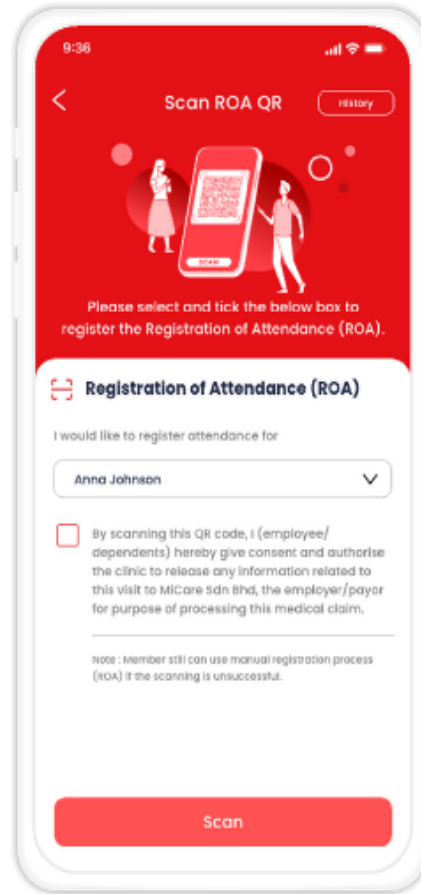 9:36
Scan ROA QR
History
SCAN
Please select and tick the below box to
register the Registration of Attendance (ROA).
Registration of Attendance (ROA)
I would like to register attendance for
Anna Johnson
By scanning this QR code, I (employee/
dependents) hereby give consent and authorise
the clinic to release any information related to
this visit to MiCare Sdn Bhd, the employer/payor
for purpose of processing this medical claim.
Note : Member still can use manual registration process
(ROA) if the scanning is unsuccessful.
Scan